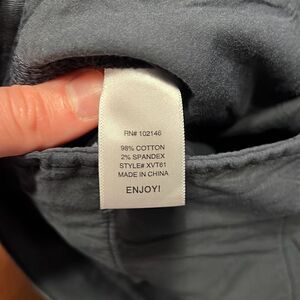 RN# 102146
98% COTTON
2% SPANDEX
STYLE# XVT61
MADE IN CHINA
ENJOY!